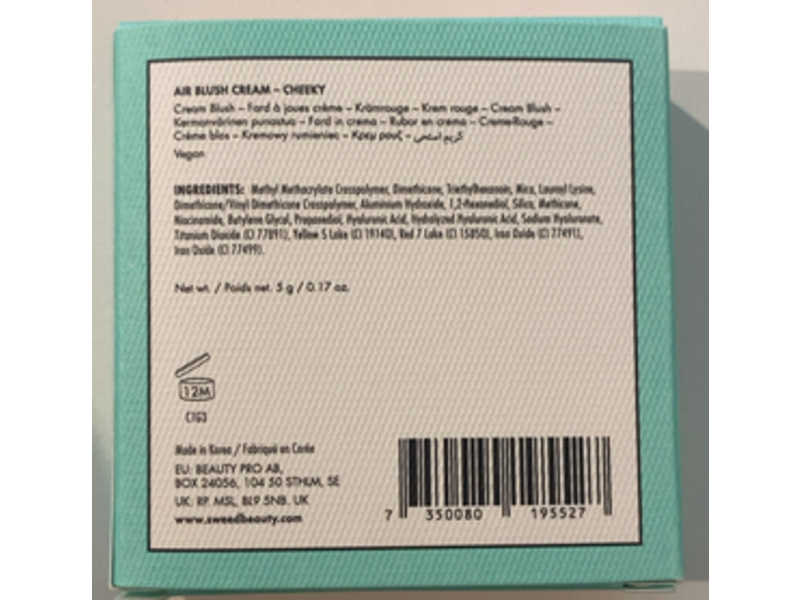 AIR BLUSH CREAM – CHEEKY
Cream Blush – Fard à joues crème – Krämrouge – Krem rouge – Cream Blush –
Kermanvärinen punastua – Fard in crema – Rubor en crema – Creme-Rouge –
Crème blos – Kremowy rumieniec – Κρεμ ρουζ –
Vegan
INGREDIENTS: Methyl Methacrylate Crosspolymer, Dimethicone, Triethylhexanoin, Mica, Lauroyl Lysine,
Dimethicone/Vinyl Dimethicone Crosspolymer, Aluminum Hydroxide, 1,2-Hexanediol, Silica, Methicone,
Niacinamide, Butylene Glycol, Propanediol, Hyaluronic Acid, Hydrolyzed Hyaluronic Acid, Sodium Hyaluronate,
Titanium Dioxide (CI 77891), Yellow 5 Lake (CI 19140), Red 7 Lake (CI 15850), Iron Oxide (CI 77491),
Iron Oxide (CI 77499).
Net wt. / Poids net. 5 g / 0.17 oz.
12M
C1G3
Made in Korea / Fabriqué en Corée
EU: BEAUTY PRO AB,
BOX 24056, 104 50 STHLM, SE
UK: RP. MSL, BL9 5NB. UK
www.sweedbeauty.com
7 350080 195527